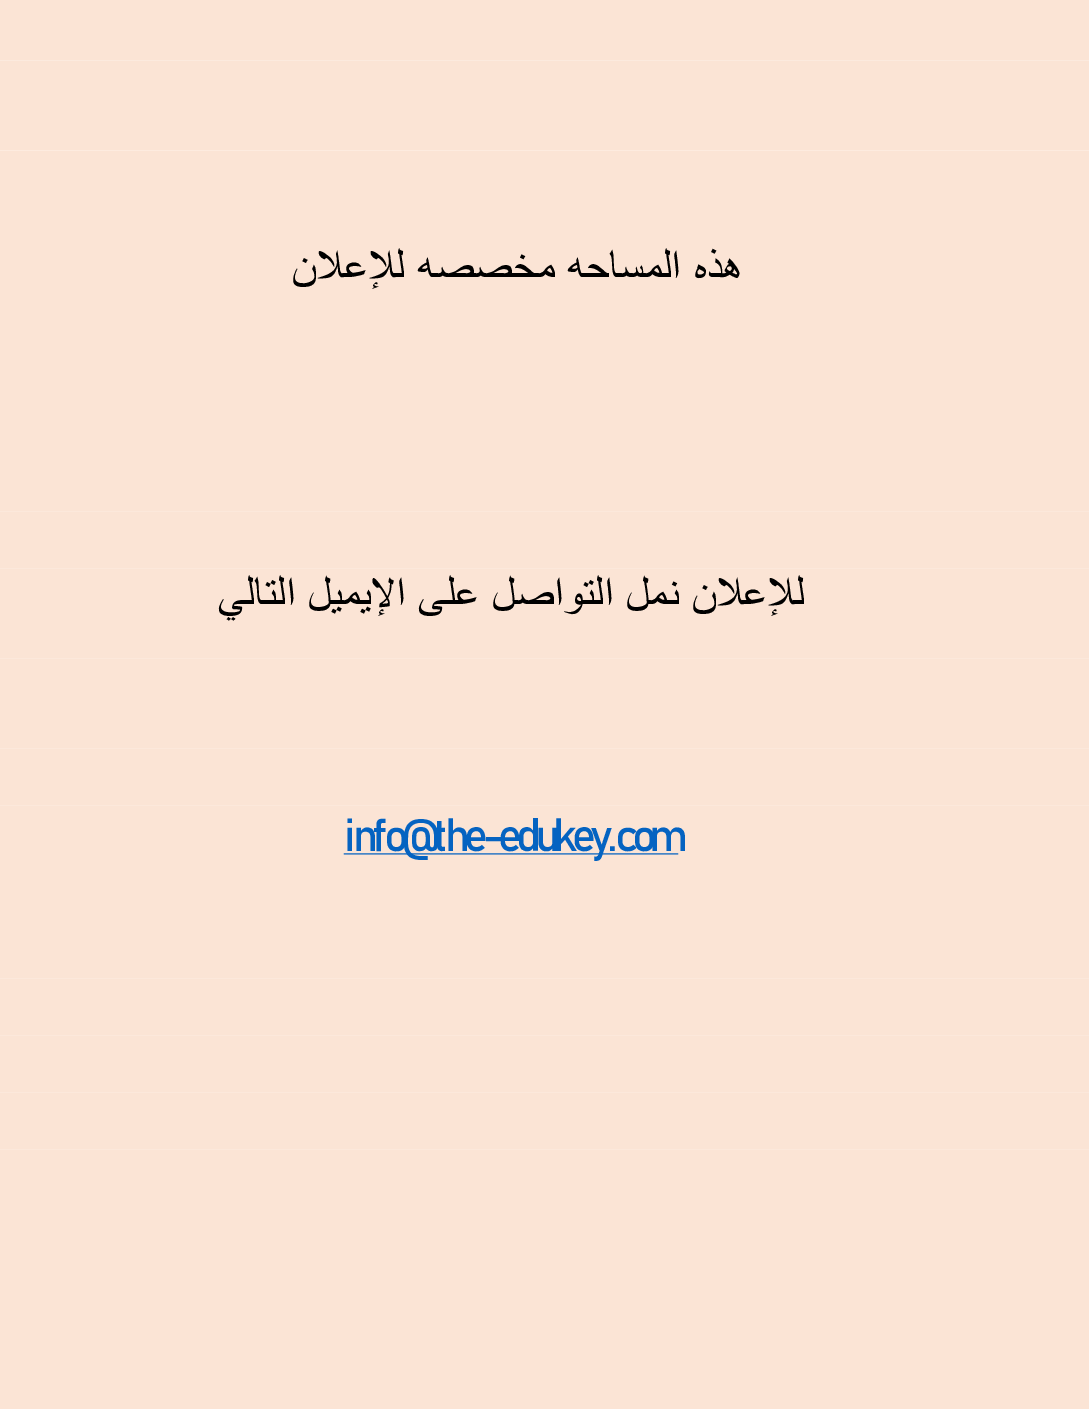 هذه المساحه مخصصه للإعلان
للإعلان نمل التواصل على الإيميل التالي
info@the-edukey.com